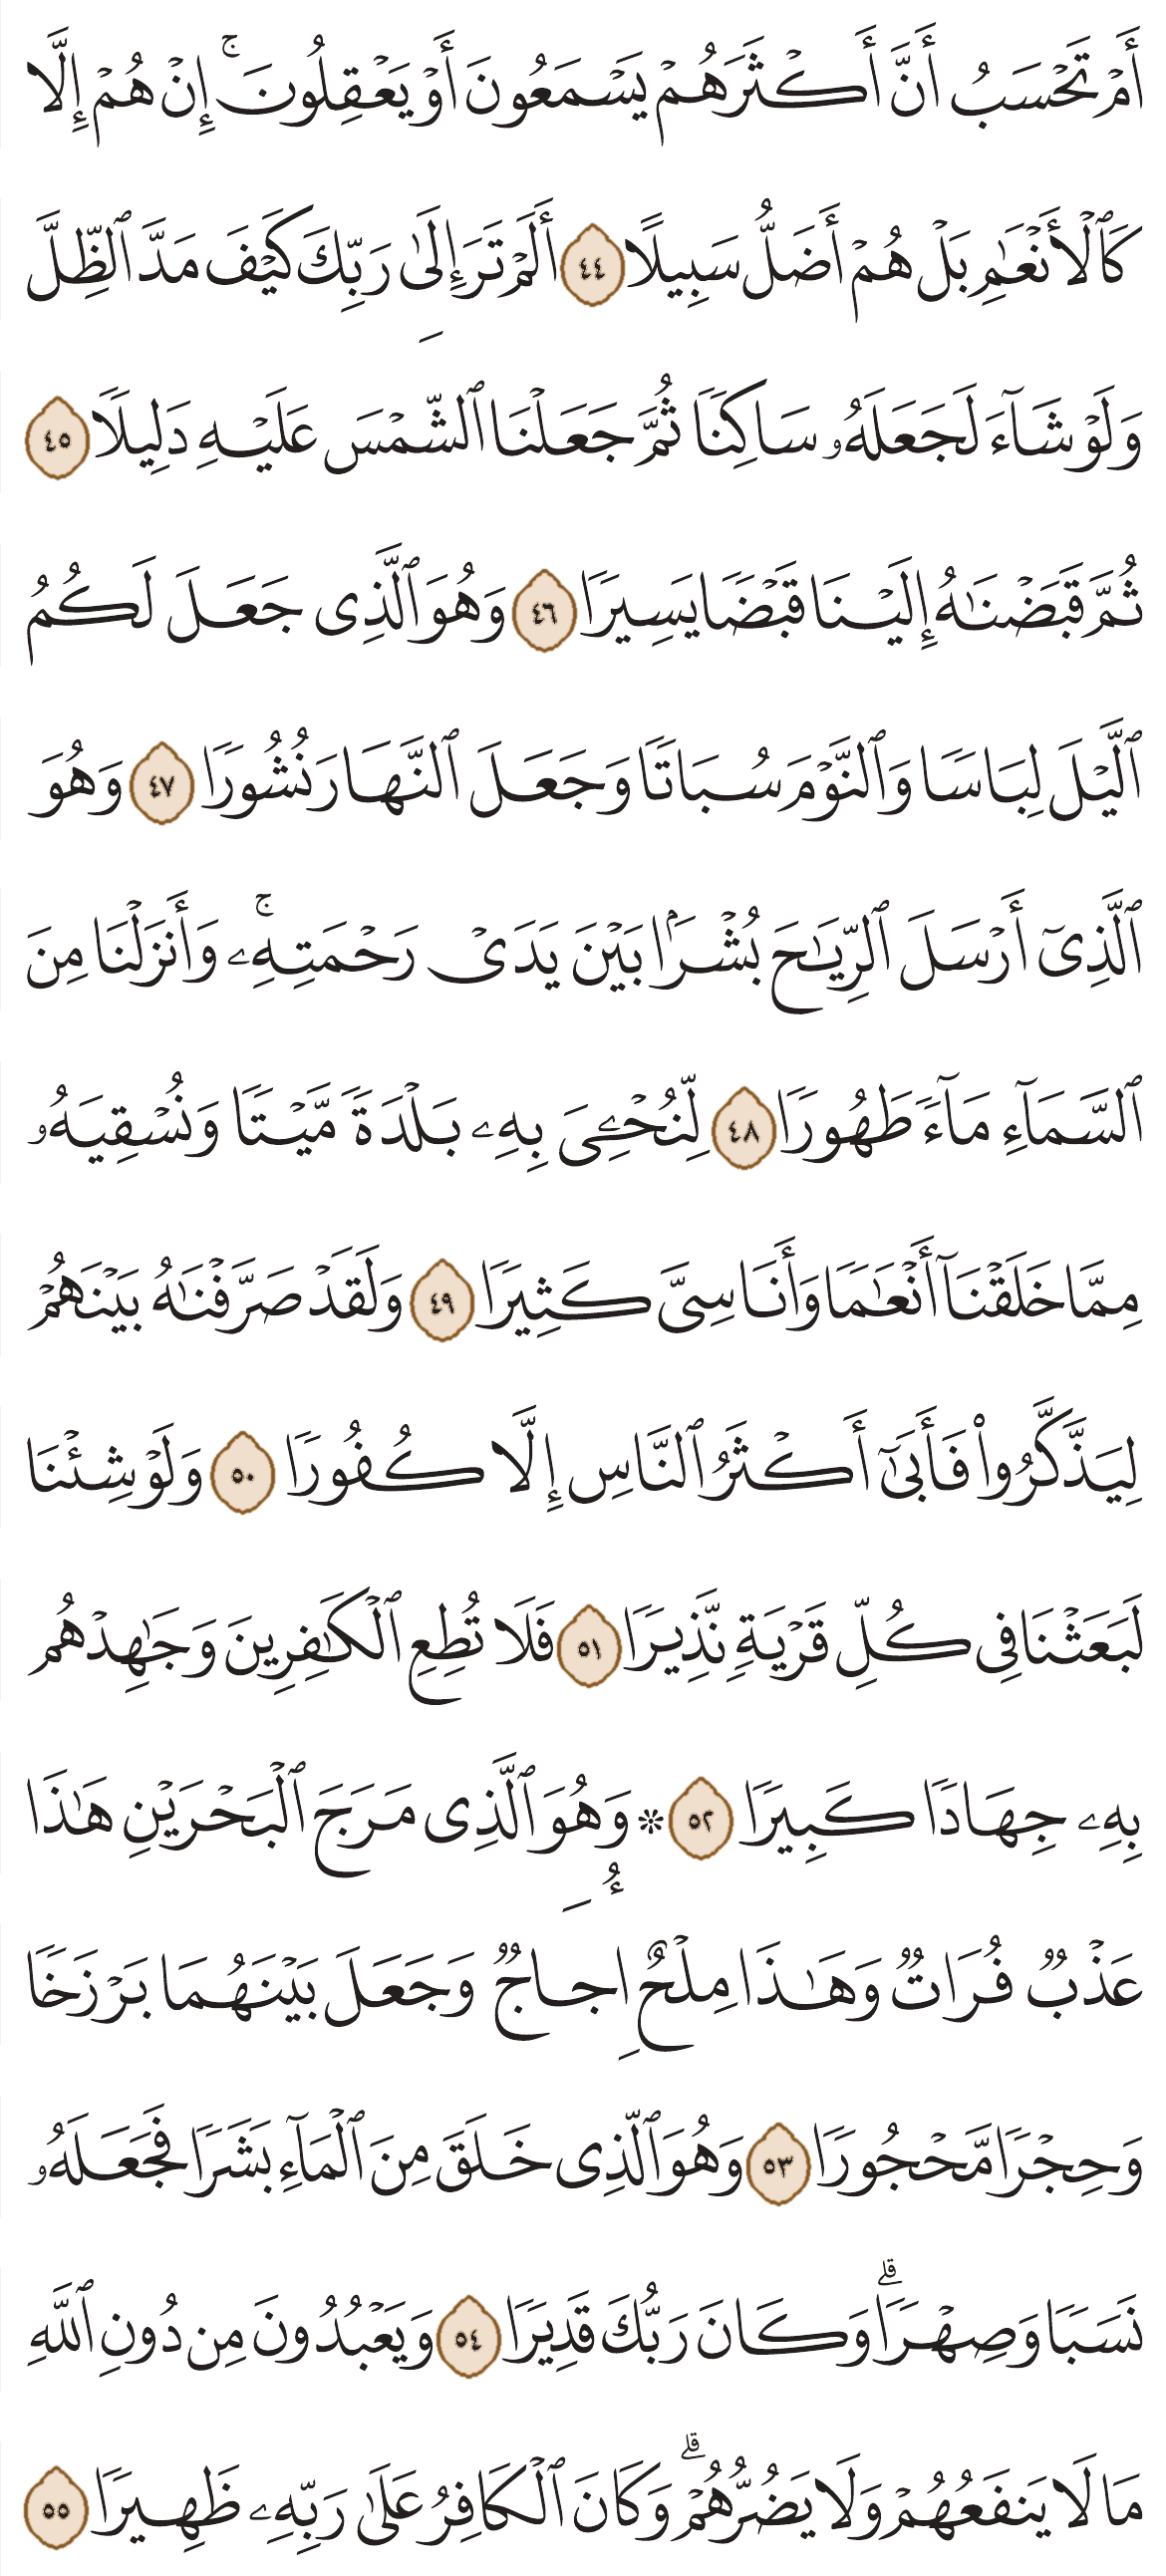 أَمْ تَحْسَبُ أَنَّ أَكْثَرَهُمْ يَسْمَعُونَ أَوْ يَعْقِلُونَۚ إِنْ هُمْ إِلَّا
كَٱلْأَنْعَٰمِ بَلْ هُمْ أَضَلُّ سَبِيلًا ٤٤ أَلَمْ تَرَ إِلَىٰ رَبِّكَ كَيْفَ مَدَّ ٱلظِّلَّ
وَلَوْ شَآءَ لَجَعَلَهُۥ سَاكِنًا ثُمَّ جَعَلْنَا ٱلشَّمْسَ عَلَيْهِ دَلِيلًا ٤٥
ثُمَّ قَبَضْنَٰهُ إِلَيْنَا قَبْضًا يَسِيرًا ٤٦ وَهُوَ ٱلَّذِى جَعَلَ لَكُمُ
ٱلَّيْلَ لِبَاسًا وَٱلنَّوْمَ سُبَاتًا وَجَعَلَ ٱلنَّهَارَ نُشُورًا ٤٧ وَهُوَ
ٱلَّذِىٓ أَرْسَلَ ٱلرِّيَٰحَ بُشْرَۢا بَيْنَ يَدَىْ رَحْمَتِهِۦۚ وَأَنزَلْنَا مِنَ
ٱلسَّمَآءِ مَآءً طَهُورًا ٤٨ لِّنُحْۦِىَ بِهِۦ بَلْدَةً مَّيْتًا وَنُسْقِيَهُۥ
مِمَّا خَلَقْنَآ أَنْعَٰمًا وَأَنَاسِىَّ كَثِيرًا ٤٩ وَلَقَدْ صَرَّفْنَٰهُ بَيْنَهُمْ
لِيَذَّكَّرُوا۟ فَأَبَىٰٓ أَكْثَرُ ٱلنَّاسِ إِلَّا كُفُورًا ٥٠ وَلَوْ شِئْنَا
لَبَعَثْنَا فِى كُلِّ قَرْيَةٍ نَّذِيرًا ٥١ فَلَا تُطِعِ ٱلْكَٰفِرِينَ وَجَٰهِدْهُم
بِهِۦ جِهَادًا كَبِيرًا ٥٢ ۞ وَهُوَ ٱلَّذِى مَرَجَ ٱلْبَحْرَيْنِ هَٰذَا
عَذْبٌ فُرَاتٌ وَهَٰذَا مِلْحٌ اِجاجٌ وَجَعَلَ بَيْنَهُمَا بَرْزَخًا
وَحِجْرًا مَّحْجُورًا ٥٣ وَهُوَ ٱلَّذِى خَلَقَ مِنَ ٱلْمَآءِ بَشَرًا فَجَعَلَهُۥ
نَسَبًا وَصِهْرًاۗ وَكَانَ رَبُّكَ قَدِيرًا ٥٤ وَيَعْبُدُونَ مِن دُونِ ٱللَّهِ
مَا لَا يَنفَعُهُمْ وَلَا يَضُرُّهُمْۗ وَكَانَ ٱلْكَافِرُ عَلَىٰ رَبِّهِۦ ظَهِيرًا ٥٥